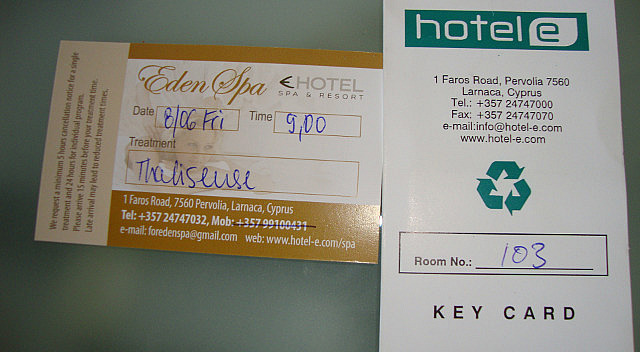 We request a minimum 5 hours cancellation notice for a single
treatment and 24 hours for individual program.
Please arrive 15 minutes before your treatment time.
Late arrival may lead to reduced treatment times.
Eden Spa
E HOTEL
SPA & RESORT
Date 8/06 Fri Time 9,00
Treatment
Thalisense
1 Faros Road, 7560 Pervolia, Larnaca, Cyprus
Tel: +357 24747032, Mob: +357 99100431
e-mail: foredenspa@gmail.com web: www.hotel-e.com/spa
hotel e
1 Faros Road, Pervolia 7560
Larnaca, Cyprus
Tel.: +357 24747000
Fax: +357 24747070
e-mail:info@hotel-e.com
www.hotel-e.com
Room No.: 103
KEY CARD